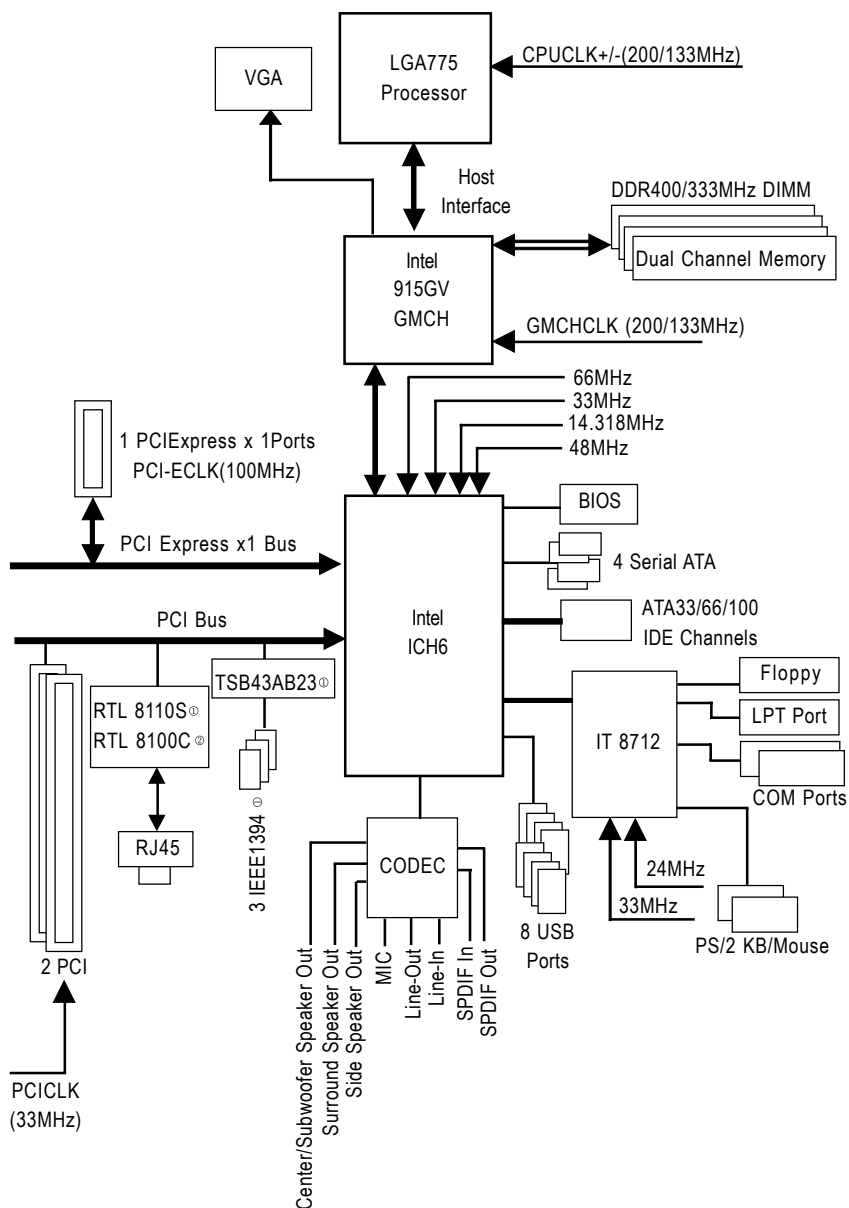 VGA
LGA775
Processor
CPUCLK+/-(200/133MHz)
Host
Interface
DDR400/333MHz DIMM
Dual Channel Memory
Intel
915GV
GMCH
GMCHCLK (200/133MHz)
66MHz
33MHz
14.318MHz
48MHz
1 PCIExpress x 1Ports
PCI-ECLK(100MHz)
PCI Express x1 Bus
BIOS
4 Serial ATA
PCI Bus
Intel
ICH6
ATA33/66/100
IDE Channels
TSB43AB23①
RTL 8110S①
RTL 8100C②
RJ45
3 IEEE1394 ①
IT 8712
Floppy
LPT Port
COM Ports
24MHz
33MHz
PS/2 KB/Mouse
CODEC
8 USB
Ports
2 PCI
PCICLK
(33MHz)
Center/Subwoofer Speaker Out
Surround Speaker Out
Side Speaker Out
MIC
Line-Out
Line-In
SPDIF In
SPDIF Out